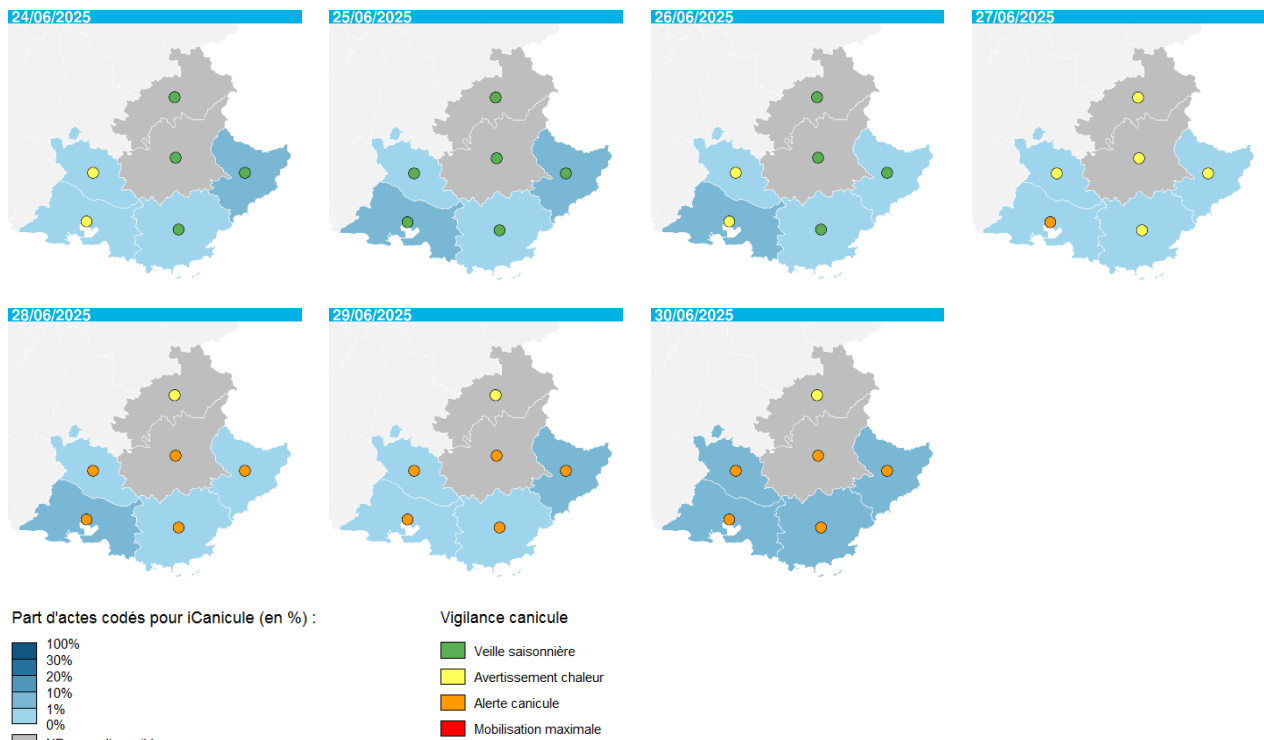 24/06/2025
25/06/2025
26/06/2025
27/06/2025
28/06/2025
29/06/2025
30/06/2025
Part d'actes codés pour iCanicule (en %) :
100%
30%
20%
10%
1%
0%
Vigilance canicule
Veille saisonnière
Avertissement chaleur
Alerte canicule
Mobilisation maximale